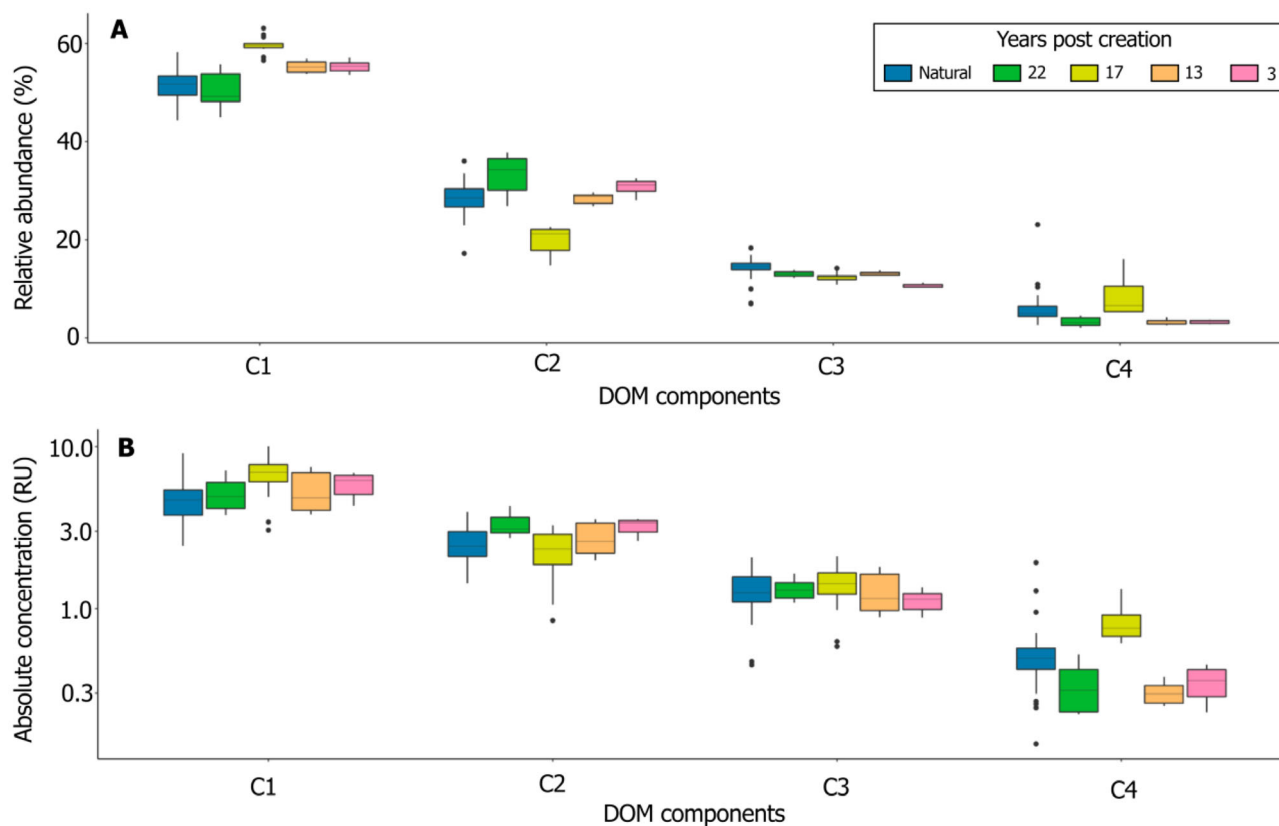 A
Years post creation
Natural 22 17 13 3
Relative abundance (%)
60
40
20
0
C1 C2 C3 C4
DOM components
B
Absolute concentration (RU)
10.0
3.0
1.0
0.3
C1 C2 C3 C4
DOM components